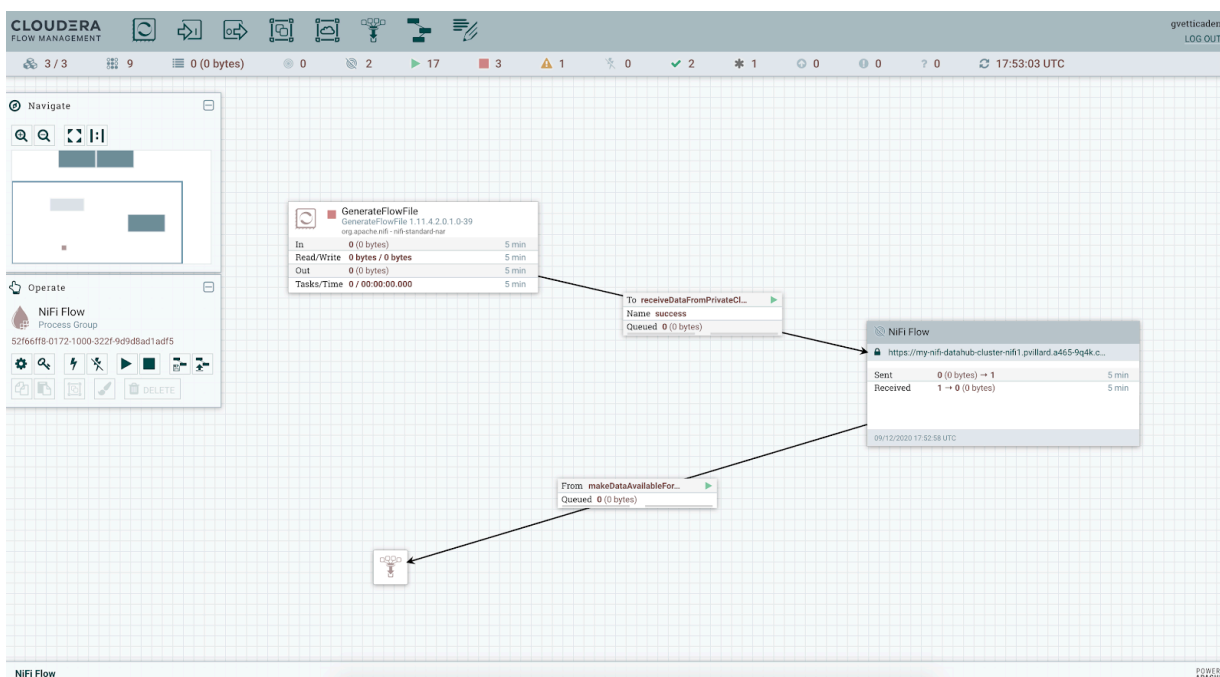 CLOUDERA
FLOW MANAGEMENT
gvetticaden
LOG OUT
3 / 3 9 0 (0 bytes) 0 2 17 3 1 0 2 1 0 0 ? 0 17:53:03 UTC
Navigate
GenerateFlowFile
GenerateFlowFile 1.11.4.2.0.1.0-39
org.apache.nifi - nifi-standard-nar
In 0 (0 bytes) 5 min
Read/Write 0 bytes / 0 bytes 5 min
Out 0 (0 bytes) 5 min
Tasks/Time 0 / 00:00:00.000 5 min
Operate
NiFi Flow
Process Group
52f66ff8-0172-1000-322f-9d9d8ad1adf5
DELETE
To receiveDataFromPrivateCl...
Name success
Queued 0 (0 bytes)
NiFi Flow
https://my-nifi-datahub-cluster-nifi1.pvillard.a465-9q4k.c...
Sent 0 (0 bytes) → 1 5 min
Received 1 → 0 (0 bytes) 5 min
09/12/2020 17:52:58 UTC
From makeDataAvailableFor...
Queued 0 (0 bytes)
NiFi Flow
POWER